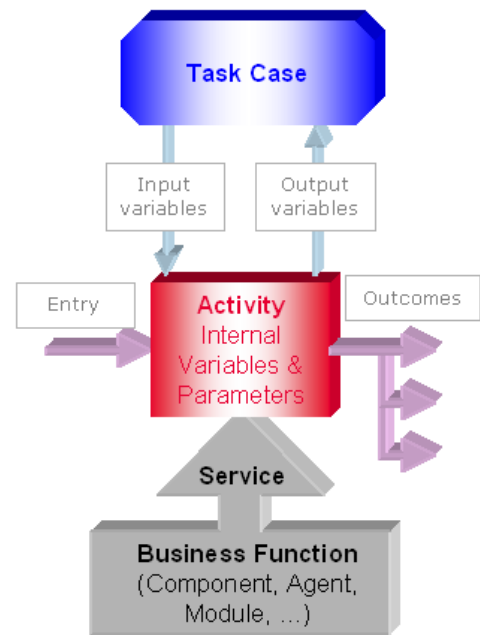 Task Case
Input
variables
Output
variables
Entry
Activity
Internal
Variables &
Parameters
Outcomes
Service
Business Function
(Component, Agent,
Module, ...)